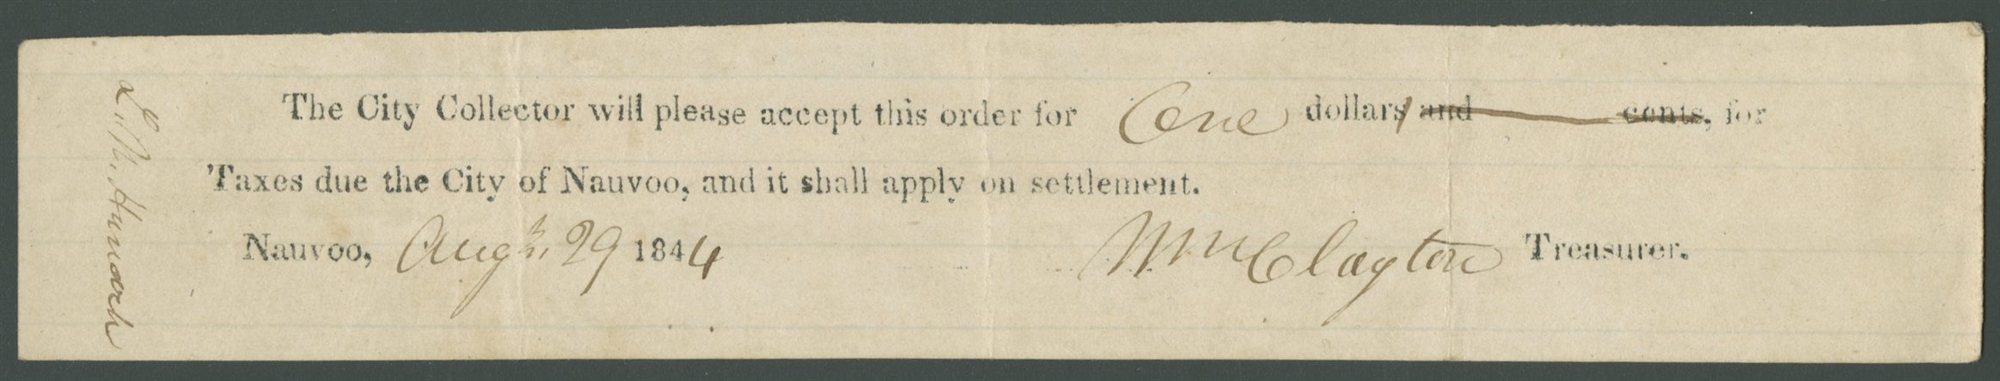 The City Collector will please accept this order for One dollars and cents, for
Taxes due the City of Nauvoo, and it shall apply on settlement.
Nauvoo, Augst, 29 1844 Wm Clayton Treasurer.